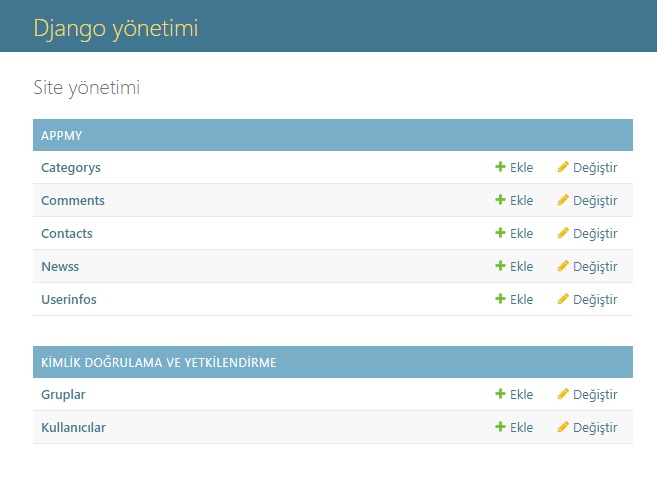 Django yönetimi
Site yönetimi
APPMY
Categorys Ekle Değiştir
Comments Ekle Değiştir
Contacts Ekle Değiştir
Newss Ekle Değiştir
Userinfos Ekle Değiştir
KİMLİK DOĞRULAMA VE YETKİLENDİRME
Gruplar Ekle Değiştir
Kullanıcılar Ekle Değiştir